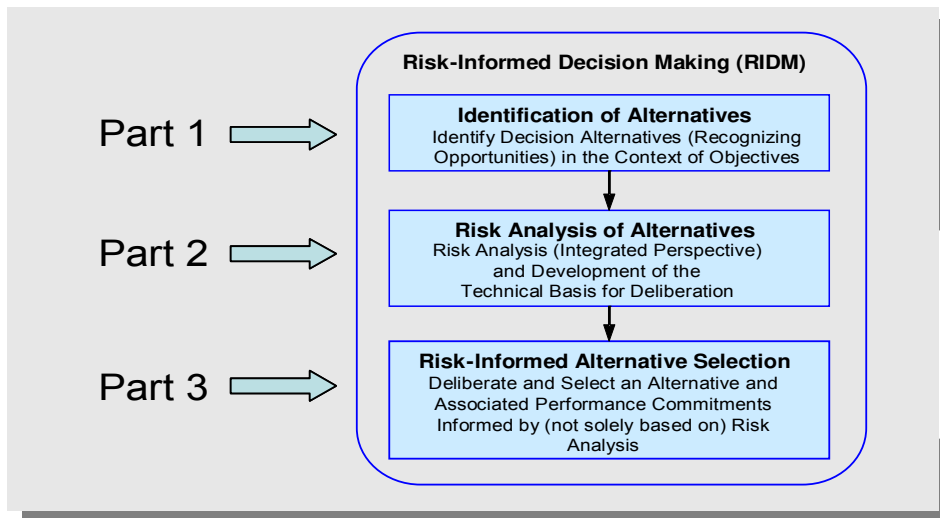 Risk-Informed Decision Making (RIDM)
Part 1
Identification of Alternatives
Identify Decision Alternatives (Recognizing
Opportunities) in the Context of Objectives
Part 2
Risk Analysis of Alternatives
Risk Analysis (Integrated Perspective)
and Development of the
Technical Basis for Deliberation
Part 3
Risk-Informed Alternative Selection
Deliberate and Select an Alternative and
Associated Performance Commitments
Informed by (not solely based on) Risk
Analysis